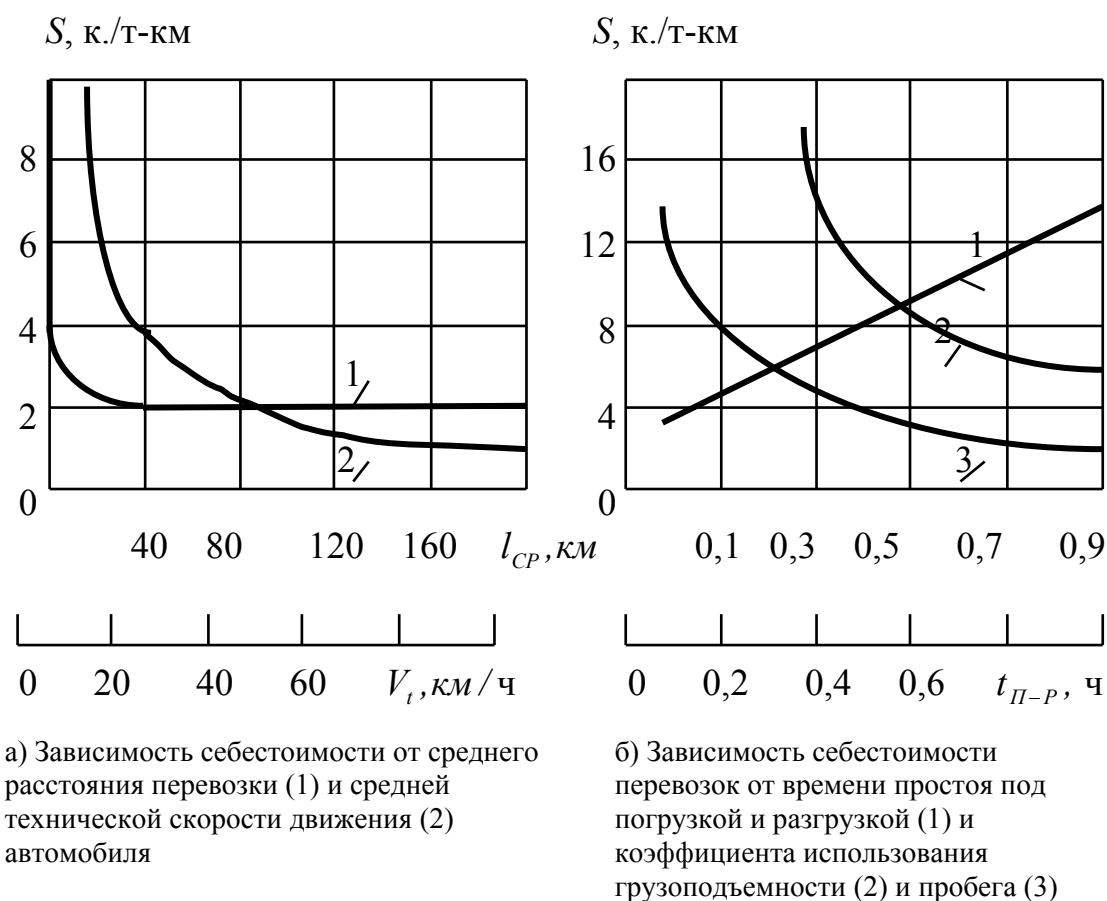 S, к./т-км
8
6
4
2
0
1
2
40 80 120 160 l_СР, км
0 20 40 60 V_t, км/ч
а) Зависимость себестоимости от среднего
расстояния перевозки (1) и средней
технической скорости движения (2)
автомобиля
S, к./т-км
16
12
8
4
0
1
2
3
0,1 0,3 0,5 0,7 0,9
0 0,2 0,4 0,6 t_П–Р, ч
б) Зависимость себестоимости
перевозок от времени простоя под
погрузкой и разгрузкой (1) и
коэффициента использования
грузоподъемности (2) и пробега (3)